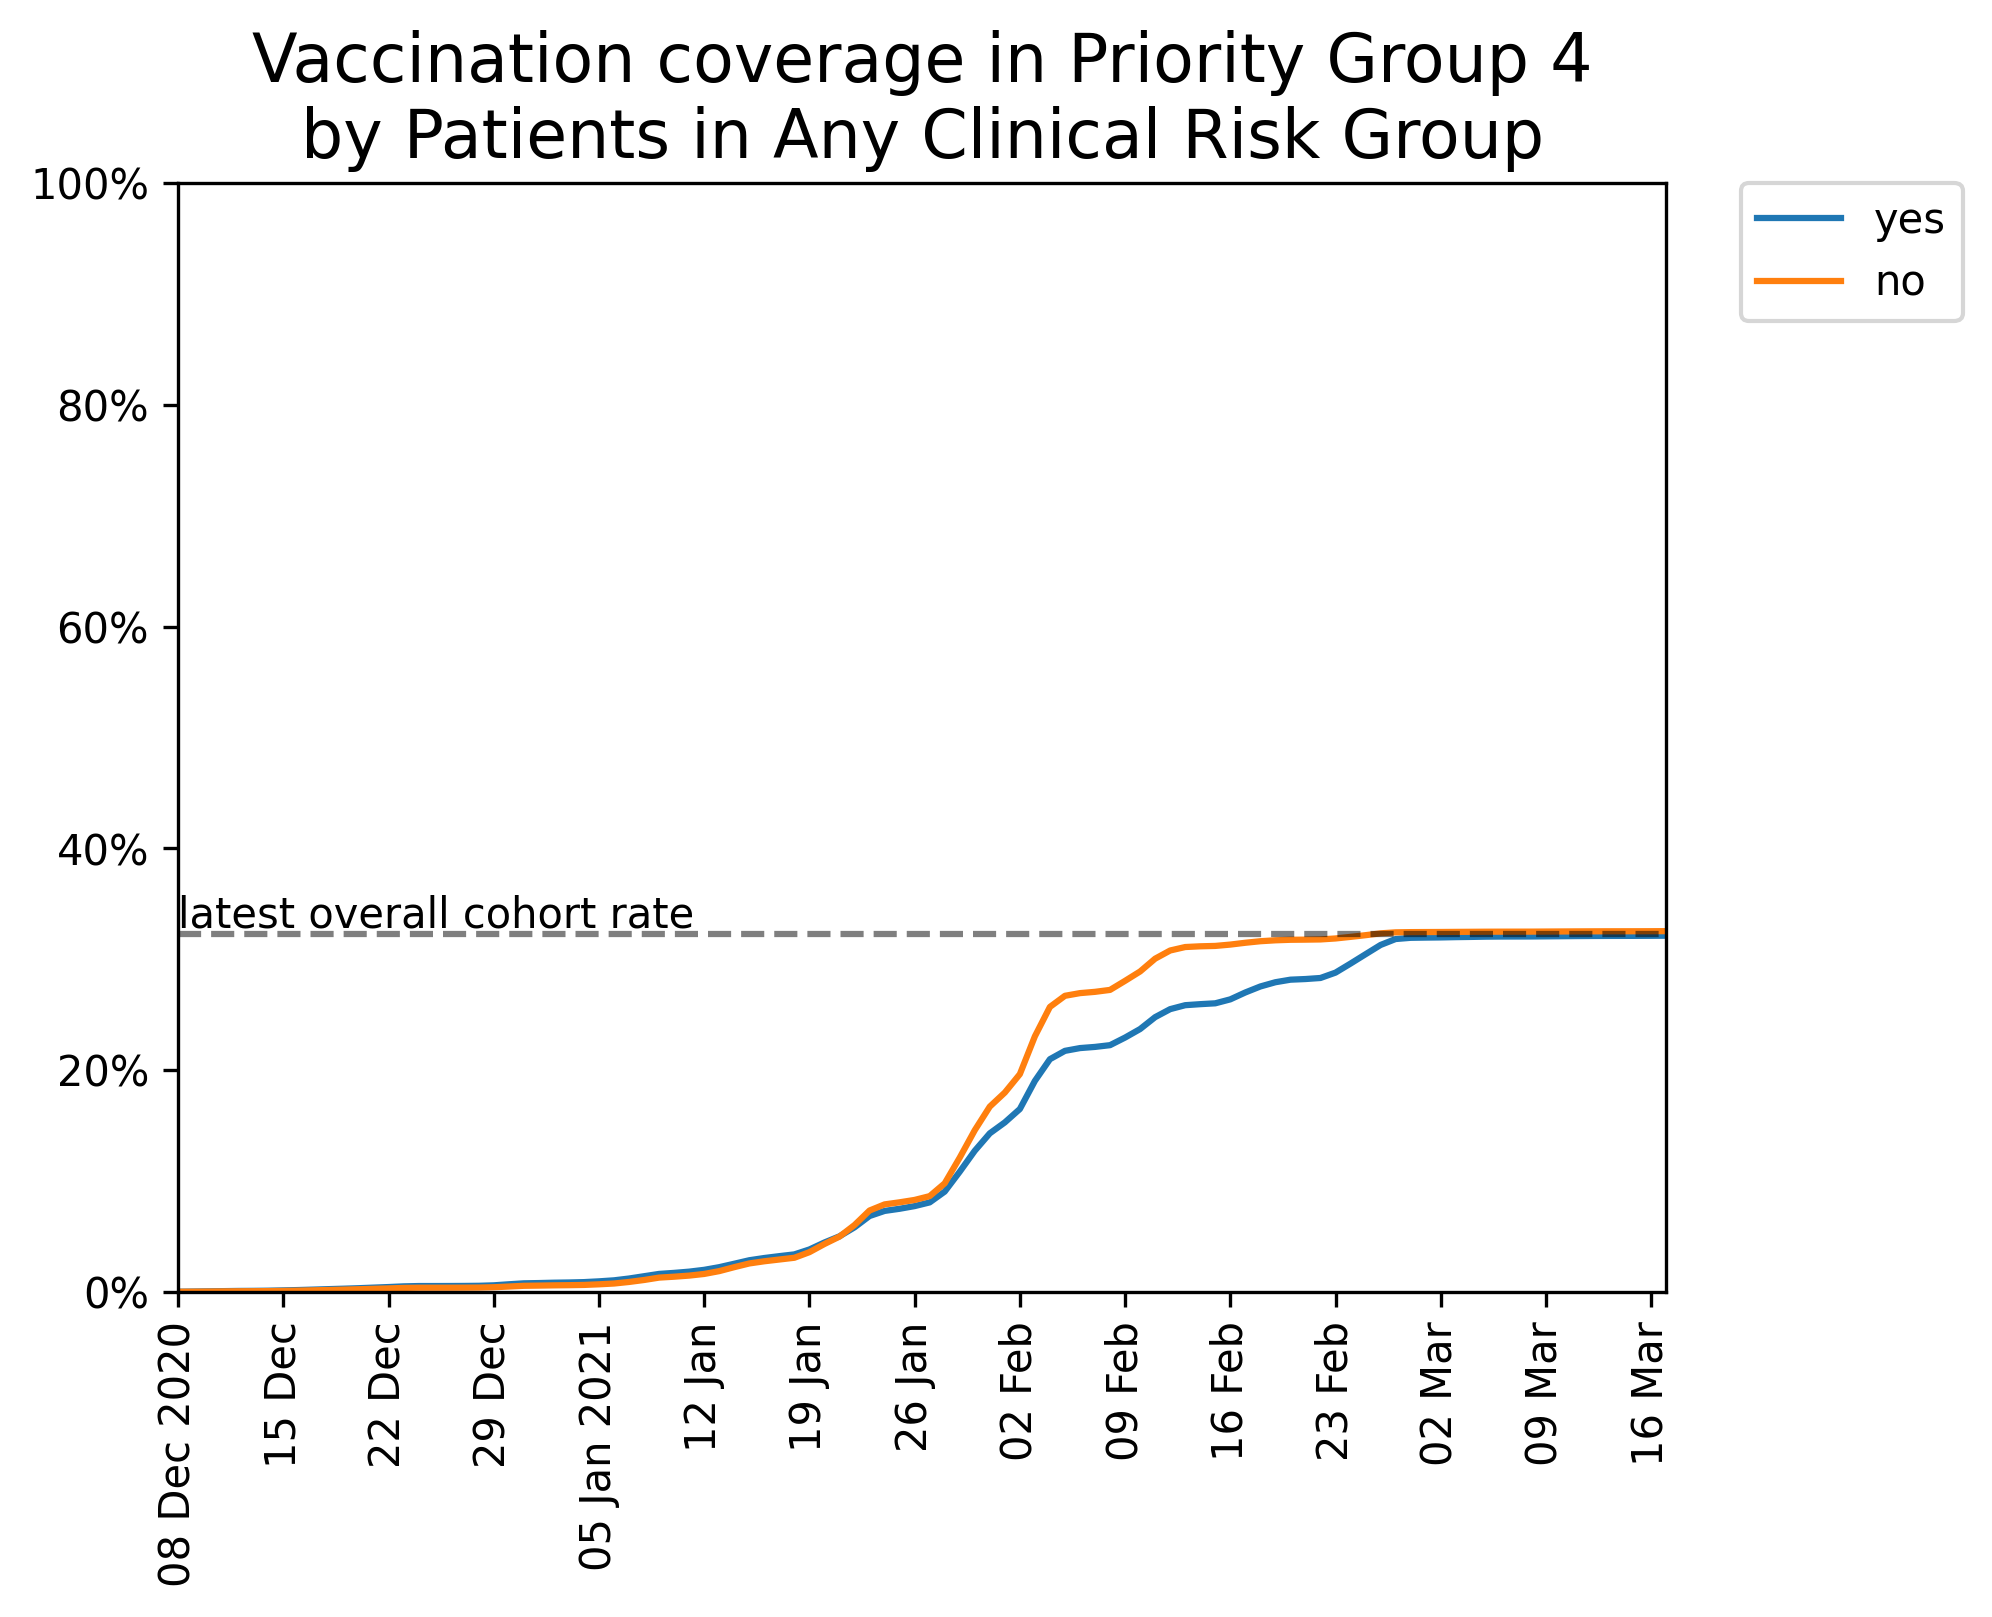 Vaccination coverage in Priority Group 4
by Patients in Any Clinical Risk Group
100%
80%
60%
40%
20%
0%
latest overall cohort rate
yes
no
08 Dec 2020
15 Dec
22 Dec
29 Dec
05 Jan 2021
12 Jan
19 Jan
26 Jan
02 Feb
09 Feb
16 Feb
23 Feb
02 Mar
09 Mar
16 Mar